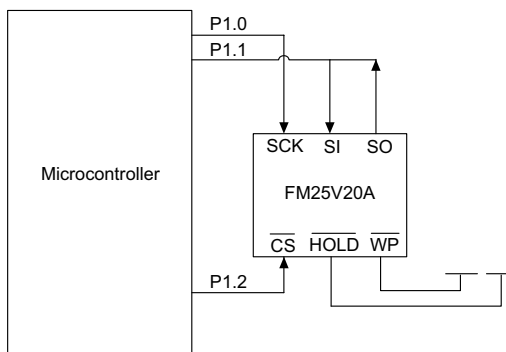 P1.0
P1.1
SCK SI SO
Microcontroller
FM25V20A
CS HOLD WP
P1.2